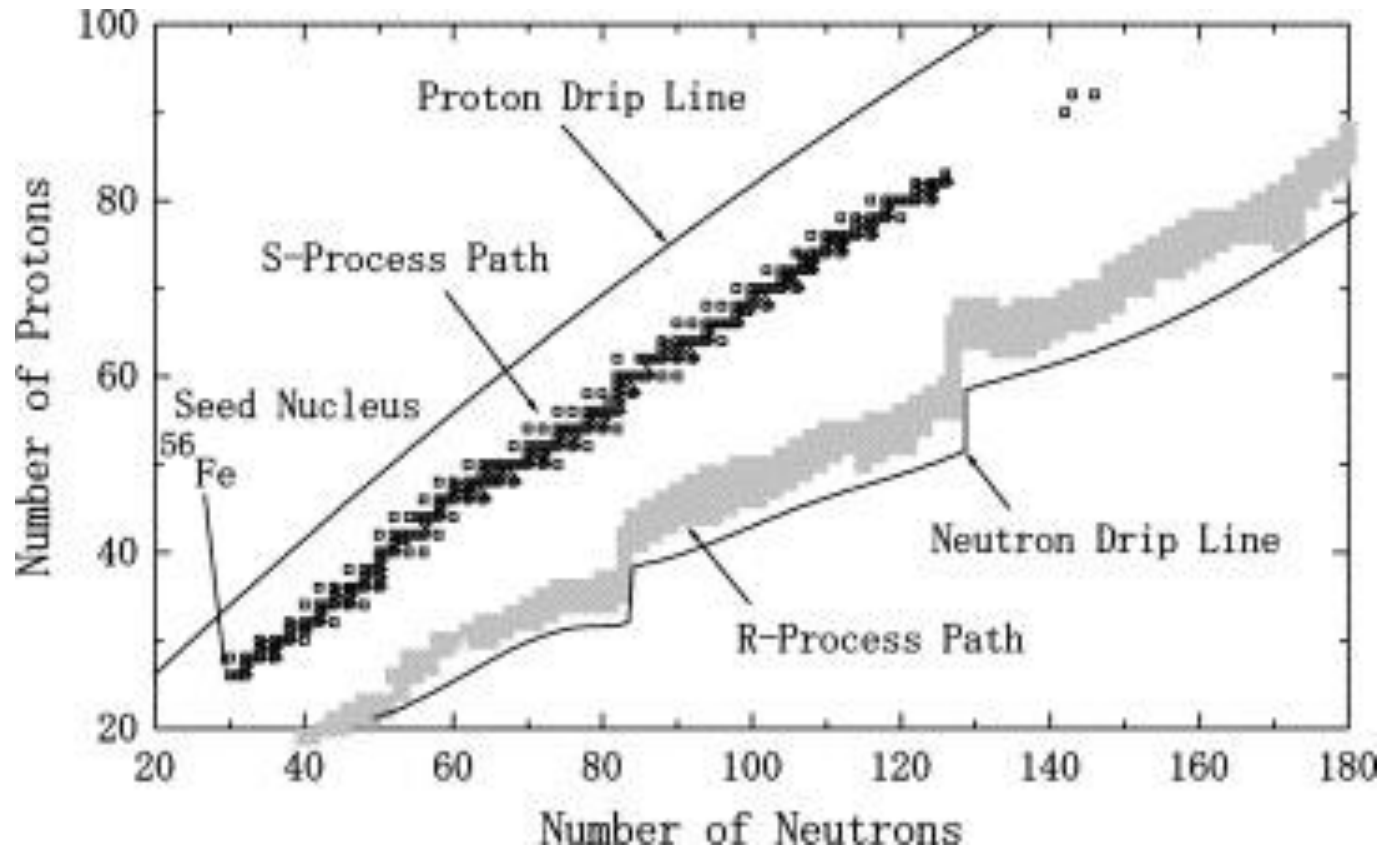 100
80
60
40
20
Number of Protons
Proton Drip Line
S-Process Path
Seed Nucleus
56
Fe
Neutron Drip Line
R-Process Path
20 40 60 80 100 120 140 160 180
Number of Neutrons